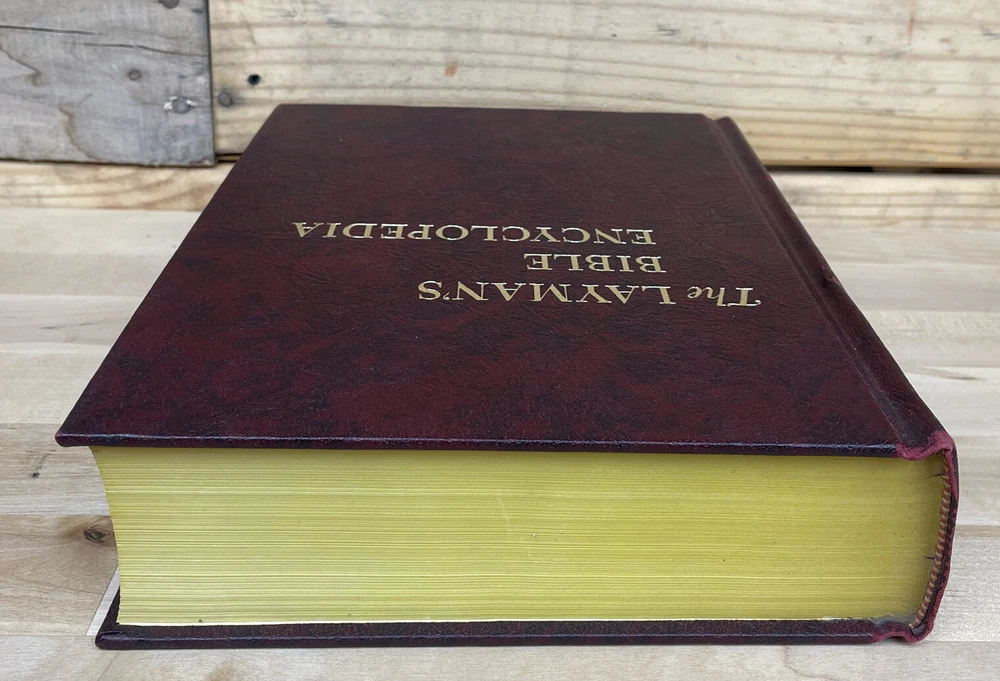 The LAYMAN'S
BIBLE
ENCYCLOPEDIA